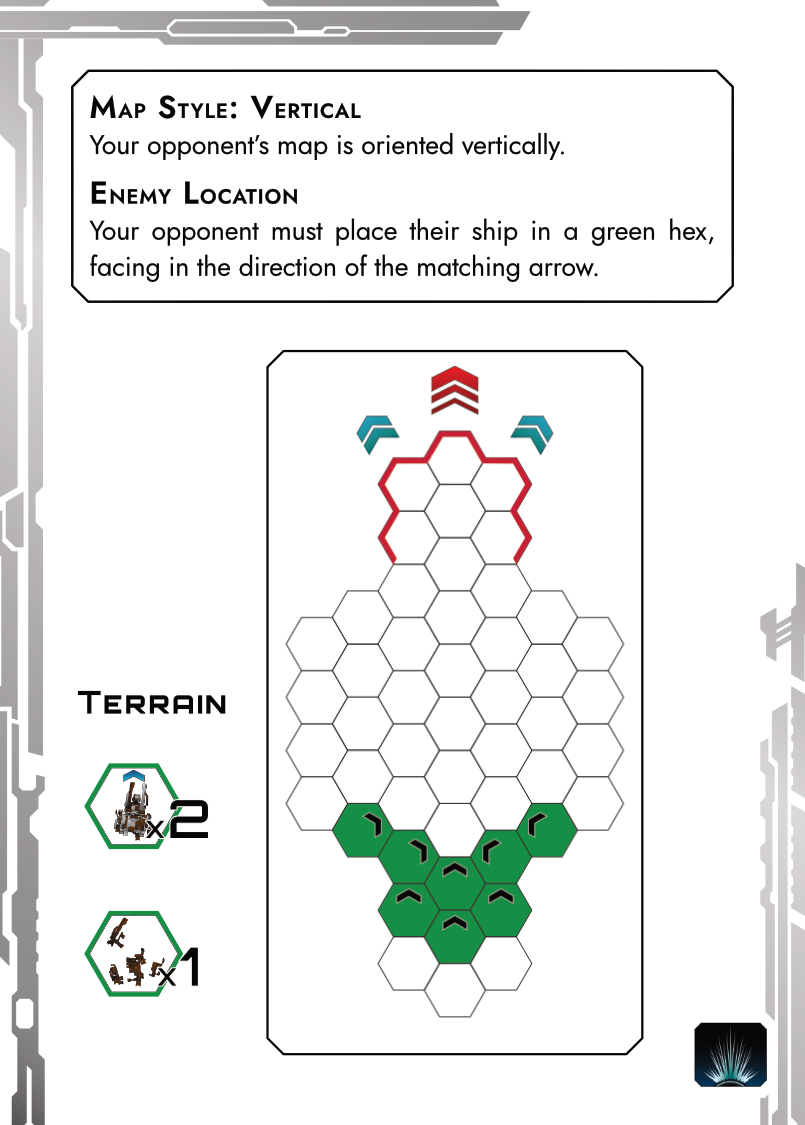 Map Style: Vertical
Your opponent's map is oriented vertically.
Enemy Location
Your opponent must place their ship in a green hex,
facing in the direction of the matching arrow.
Terrain
x2
x1